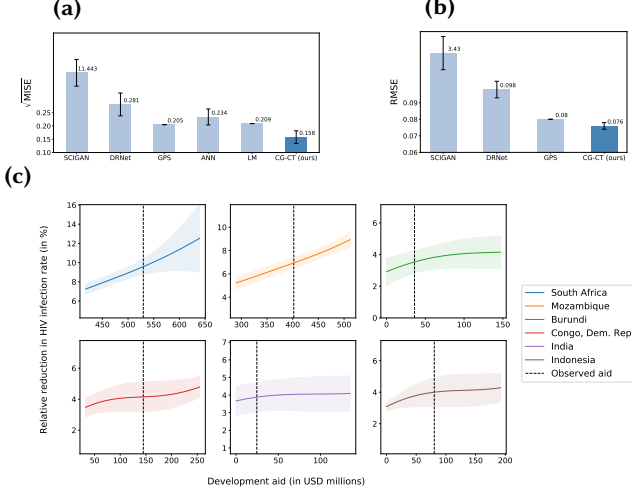 (a)
(b)
√MISE
0.25
0.20
0.15
0.10
11.443
0.281
0.205
0.234
0.209
0.158
SCIGAN DRNet GPS ANN LM CG-CT (ours)
RMSE
0.09
0.08
0.07
0.06
3.43
0.098
0.08
0.076
SCIGAN DRNet GPS CG-CT (ours)
(c)
Relative reduction in HIV infection rate (in %)
16
14
12
10
8
6
400 450 500 550 600 650
10
8
6
4
300 400 500
6
4
2
0 50 100 150
6
4
2
50 100 150 200 250
7
6
5
4
3
2
1
0 50 100
6
4
2
0 50 100 150 200
Development aid (in USD millions)
South Africa
Mozambique
Burundi
Congo, Dem. Rep
India
Indonesia
Observed aid